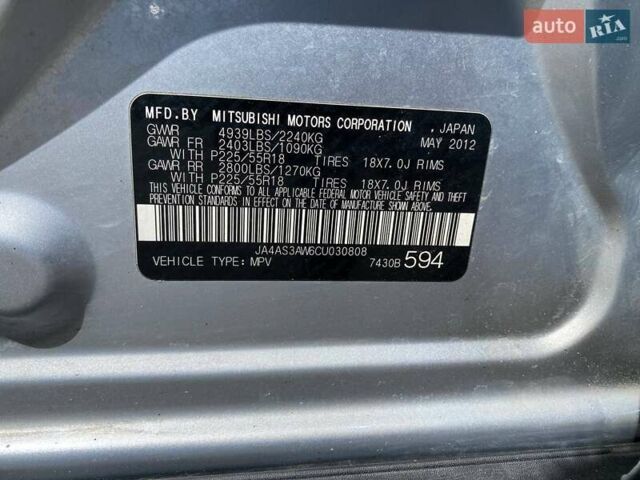 auto RIA.com
MFD.BY MITSUBISHI MOTORS CORPORATION , JAPAN
GVWR 4939LBS/2240KG MAY 2012
GAWR FR 2403LBS/1090KG
WITH P225/55R18 TIRES 18X7.0J RIMS
GAWR RR 2800LBS/1270KG
WITH P225/55R18 TIRES 18X7.0J RIMS
THIS VEHICLE CONFORMS TO ALL APPLICABLE FEDERAL MOTOR VEHICLE SAFETY AND THEFT
PREVENTION STANDARDS IN EFFECT ON THE DATE OF MANUFACTURE SHOWN ABOVE.
JA4AS3AW6CU030808
VEHICLE TYPE: MPV 7430B 594